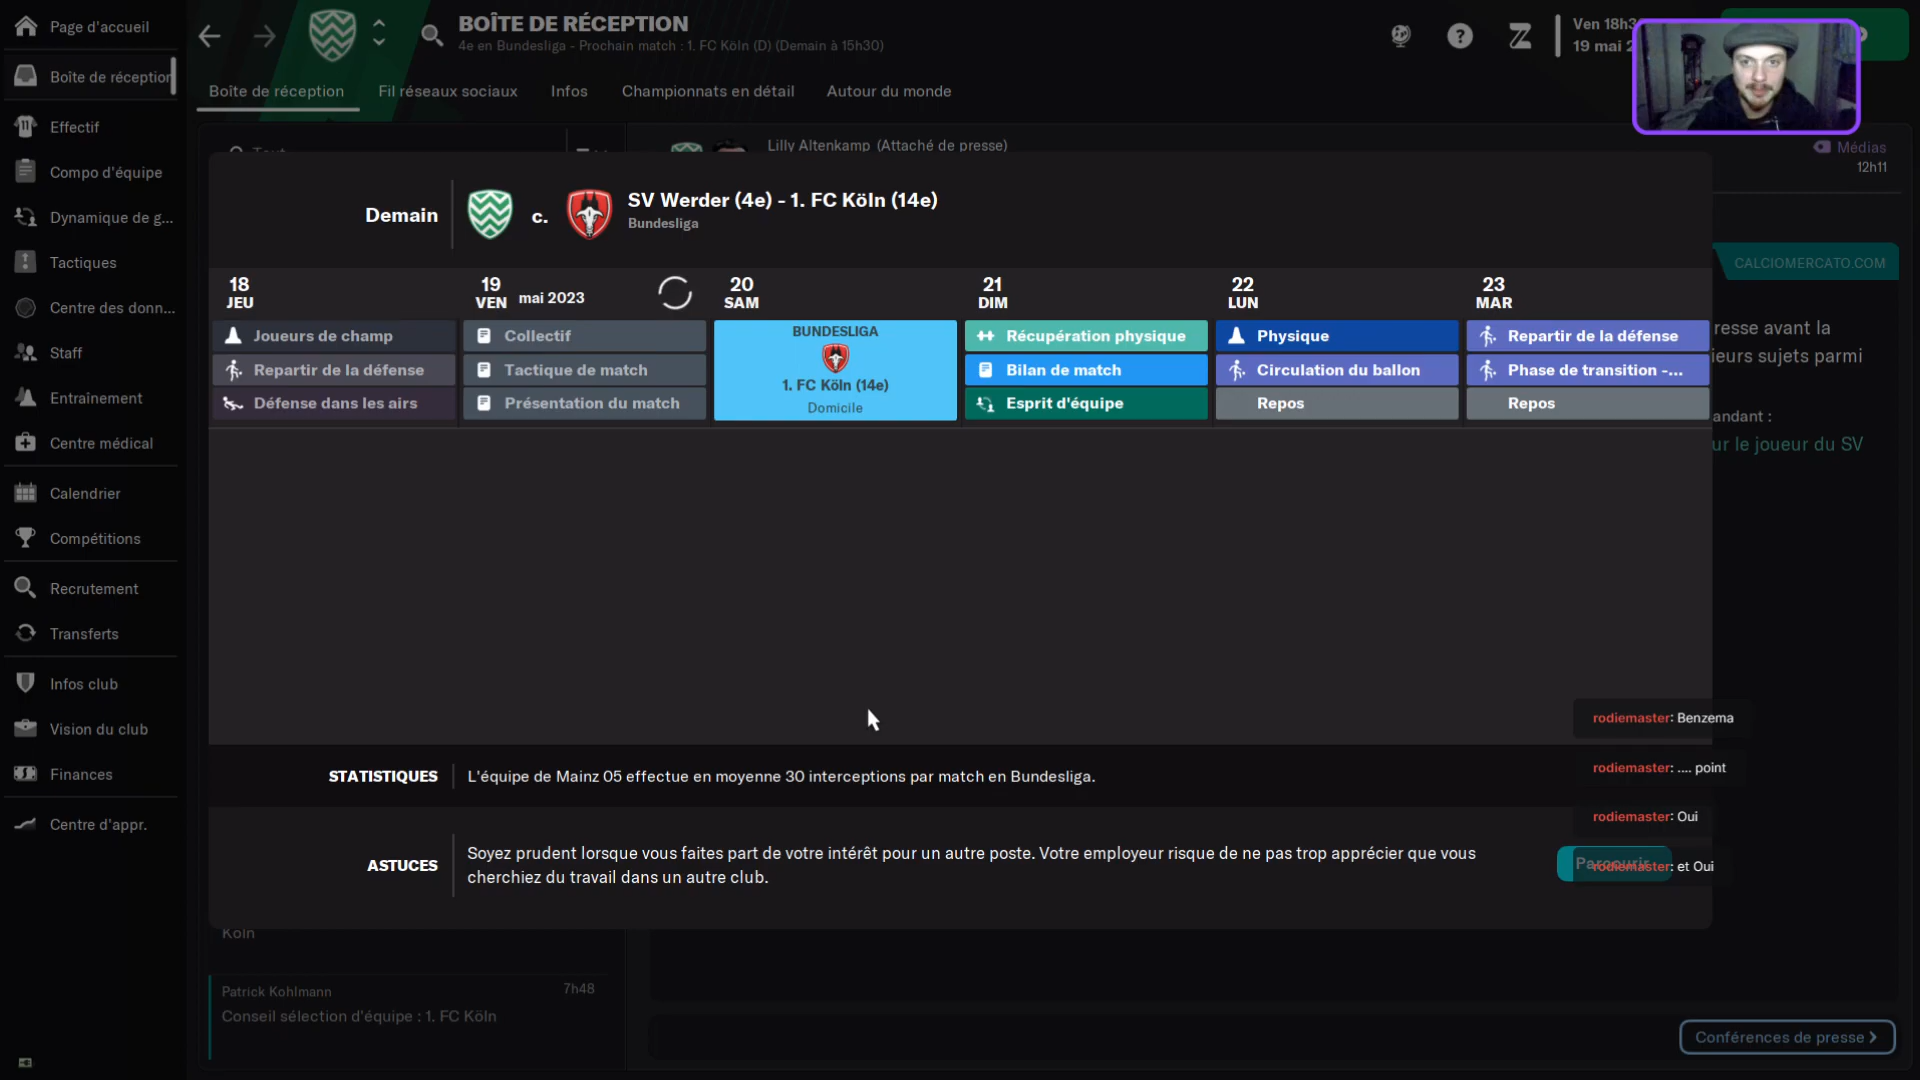 Page d'accueil
Boîte de réception
Effectif
Compo d'équipe
Dynamique de g...
Tactiques
Centre des donn...
Staff
Entraînement
Centre médical
Calendrier
Compétitions
Recrutement
Transferts
Infos club
Vision du club
Finances
Centre d'appr.
BOÎTE DE RÉCEPTION
4e en Bundesliga - Prochain match : 1. FC Köln (D) (Demain à 15h30)
Ven 18h3
19 mai 2
Boîte de réception
Fil réseaux sociaux
Infos
Championnats en détail
Autour du monde
Lilly Altenkamp (Attaché de presse)
Médias
12h11
CALCIOMERCATO.COM
Demain
c.
SV Werder (4e) - 1. FC Köln (14e)
Bundesliga
18
JEU
19
VEN mai 2023
20
SAM
21
DIM
22
LUN
23
MAR
Joueurs de champ
Repartir de la défense
Défense dans les airs
Collectif
Tactique de match
Présentation du match
BUNDESLIGA
1. FC Köln (14e)
Domicile
Récupération physique
Bilan de match
Esprit d'équipe
Physique
Circulation du ballon
Repos
Repartir de la défense
Phase de transition -...
Repos
resse avant la
ieurs sujets parmi
andant :
ur le joueur du SV
rodiemaster: Benzema
rodiemaster: .... point
rodiemaster: Oui
rodiemaster: et Oui
STATISTIQUES
L'équipe de Mainz 05 effectue en moyenne 30 interceptions par match en Bundesliga.
ASTUCES
Soyez prudent lorsque vous faites part de votre intérêt pour un autre poste. Votre employeur risque de ne pas trop apprécier que vous
cherchiez du travail dans un autre club.
Köln
Patrick Kohlmann
7h48
Conseil sélection d'équipe : 1. FC Köln
Conférences de presse